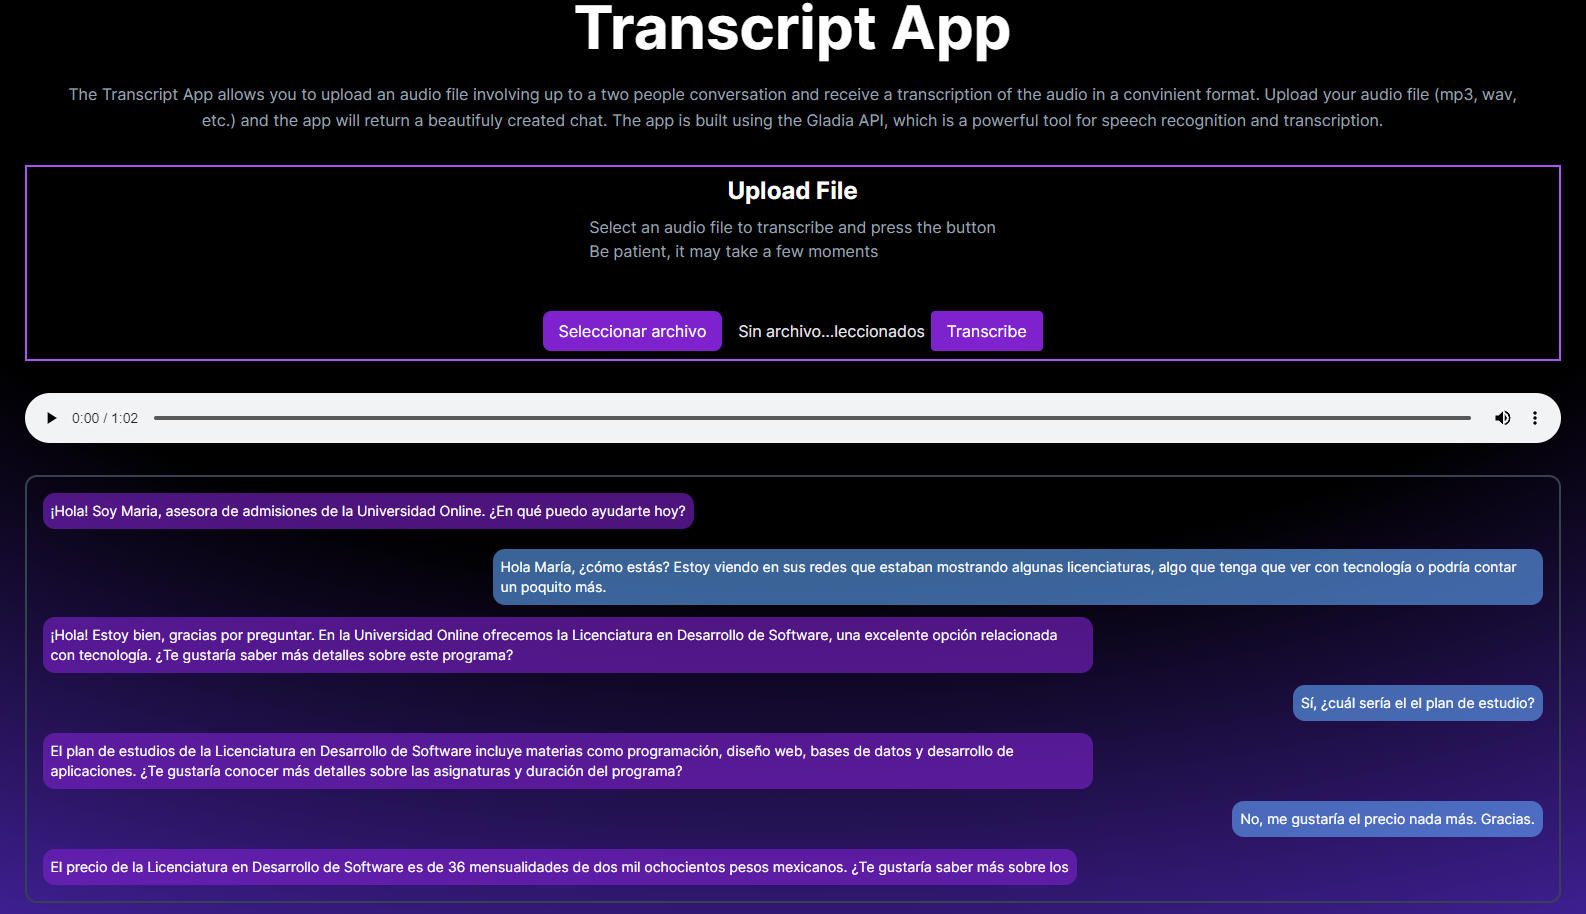 Transcript App
The Transcript App allows you to upload an audio file involving up to a two people conversation and receive a transcription of the audio in a convinient format. Upload your audio file (mp3, wav,
etc.) and the app will return a beautifuly created chat. The app is built using the Gladia API, which is a powerful tool for speech recognition and transcription.
Upload File
Select an audio file to transcribe and press the button
Be patient, it may take a few moments
Seleccionar archivo Sin archivo...leccionados Transcribe
0:00 / 1:02
¡Hola! Soy Maria, asesora de admisiones de la Universidad Online. ¿En qué puedo ayudarte hoy?
Hola María, ¿cómo estás? Estoy viendo en sus redes que estaban mostrando algunas licenciaturas, algo que tenga que ver con tecnología o podría contar
un poquito más.
¡Hola! Estoy bien, gracias por preguntar. En la Universidad Online ofrecemos la Licenciatura en Desarrollo de Software, una excelente opción relacionada
con tecnología. ¿Te gustaría saber más detalles sobre este programa?
Sí, ¿cuál sería el el plan de estudio?
El plan de estudios de la Licenciatura en Desarrollo de Software incluye materias como programación, diseño web, bases de datos y desarrollo de
aplicaciones. ¿Te gustaría conocer más detalles sobre las asignaturas y duración del programa?
No, me gustaría el precio nada más. Gracias.
El precio de la Licenciatura en Desarrollo de Software es de 36 mensualidades de dos mil ochocientos pesos mexicanos. ¿Te gustaría saber más sobre los